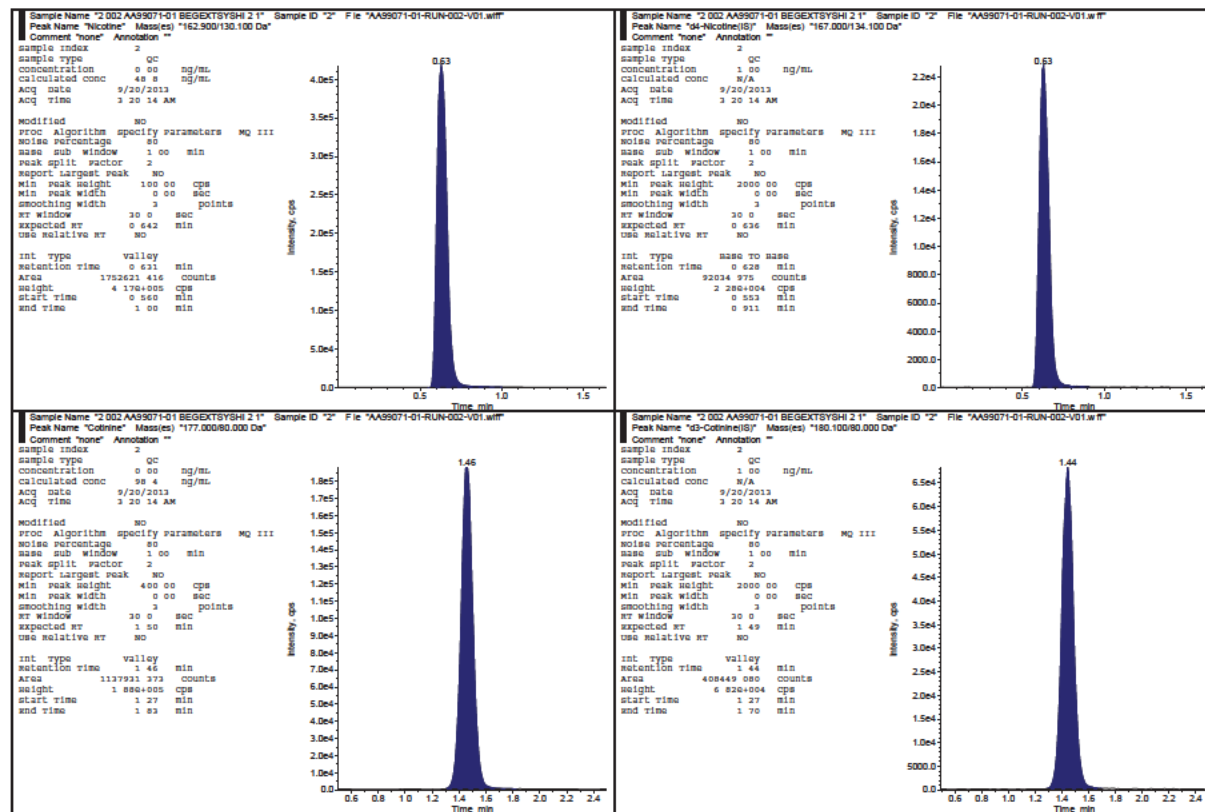 Sample Name "2 002 AA99071-01 BEGEXTSYSHI 2 1" Sample ID "2" File "AA99071-01-RUN-002-V01.wiff"
Peak Name "Nicotine" Mass(es) "162.900/130.100 Da"
Comment "none" Annotation ""
Sample Index 2
Sample Type QC
Concentration 0 00 ng/mL
Calculated Conc 48 8 ng/mL
Acq Date 9/20/2013
Acq Time 3 20 14 AM
Modified NO
Proc Algorithm Specify Parameters MQ III
Noise Percentage 80
Base Sub Window 1 00 min
Peak Split Factor 2
Report Largest Peak NO
Min Peak Height 100 00 cps
Min Peak Width 0 00 sec
Smoothing Width 3 points
RT Window 30 0 sec
Expected RT 0 642 min
Use Relative RT NO
Int Type Valley
Retention Time 0 631 min
Area 1752621 416 counts
Height 4 17e+005 cps
Start Time 0 560 min
End Time 1 00 min
0.63
4.0e5
3.5e5
3.0e5
2.5e5
2.0e5
1.5e5
1.0e5
5.0e4
0.0
Intensity, cps
0.5 1.0 1.5
Time min
Sample Name "2 002 AA99071-01 BEGEXTSYSHI 2 1" Sample ID "2" File "AA99071-01-RUN-002-V01.wiff"
Peak Name "d4-Nicotine(IS)" Mass(es) "167.000/134.100 Da"
Comment "none" Annotation ""
Sample Index 2
Sample Type QC
Concentration 1 00 ng/mL
Calculated Conc N/A
Acq Date 9/20/2013
Acq Time 3 20 14 AM
Modified NO
Proc Algorithm Specify Parameters MQ III
Noise Percentage 80
Base Sub Window 1 00 min
Peak Split Factor 2
Report Largest Peak NO
Min Peak Height 2000 00 cps
Min Peak Width 0 00 sec
Smoothing Width 3 points
RT Window 30 0 sec
Expected RT 0 636 min
Use Relative RT NO
Int Type Base To Base
Retention Time 0 628 min
Area 92034 975 counts
Height 2 28e+004 cps
Start Time 0 553 min
End Time 0 911 min
0.63
2.2e4
2.0e4
1.8e4
1.6e4
1.4e4
1.2e4
1.0e4
8000.0
6000.0
4000.0
2000.0
0.0
Intensity, cps
0.5 1.0 1.5
Time min
Sample Name "2 002 AA99071-01 BEGEXTSYSHI 2 1" Sample ID "2" File "AA99071-01-RUN-002-V01.wiff"
Peak Name "Cotinine" Mass(es) "177.000/80.000 Da"
Comment "none" Annotation ""
Sample Index 2
Sample Type QC
Concentration 0 00 ng/mL
Calculated Conc 98 4 ng/mL
Acq Date 9/20/2013
Acq Time 3 20 14 AM
Modified NO
Proc Algorithm Specify Parameters MQ III
Noise Percentage 80
Base Sub Window 1 00 min
Peak Split Factor 2
Report Largest Peak NO
Min Peak Height 400 00 cps
Min Peak Width 0 00 sec
Smoothing Width 3 points
RT Window 30 0 sec
Expected RT 1 50 min
Use Relative RT NO
Int Type Valley
Retention Time 1 46 min
Area 1137931 373 counts
Height 1 88e+005 cps
Start Time 1 27 min
End Time 1 83 min
1.46
1.8e5
1.7e5
1.6e5
1.5e5
1.4e5
1.3e5
1.2e5
1.1e5
1.0e5
9.0e4
8.0e4
7.0e4
6.0e4
5.0e4
4.0e4
3.0e4
2.0e4
1.0e4
0.0
Intensity, cps
0.6 0.8 1.0 1.2 1.4 1.6 1.8 2.0 2.2 2.4
Time min
Sample Name "2 002 AA99071-01 BEGEXTSYSHI 2 1" Sample ID "2" File "AA99071-01-RUN-002-V01.wiff"
Peak Name "d3-Cotinine(IS)" Mass(es) "180.100/80.000 Da"
Comment "none" Annotation ""
Sample Index 2
Sample Type QC
Concentration 1 00 ng/mL
Calculated Conc N/A
Acq Date 9/20/2013
Acq Time 3 20 14 AM
Modified NO
Proc Algorithm Specify Parameters MQ III
Noise Percentage 80
Base Sub Window 1 00 min
Peak Split Factor 2
Report Largest Peak NO
Min Peak Height 2000 00 cps
Min Peak Width 0 00 sec
Smoothing Width 3 points
RT Window 30 0 sec
Expected RT 1 49 min
Use Relative RT NO
Int Type Valley
Retention Time 1 44 min
Area 408449 080 counts
Height 6 82e+004 cps
Start Time 1 27 min
End Time 1 70 min
1.44
6.5e4
6.0e4
5.5e4
5.0e4
4.5e4
4.0e4
3.5e4
3.0e4
2.5e4
2.0e4
1.5e4
1.0e4
5000.0
0.0
Intensity, cps
0.6 0.8 1.0 1.2 1.4 1.6 1.8 2.0 2.2 2.4
Time min